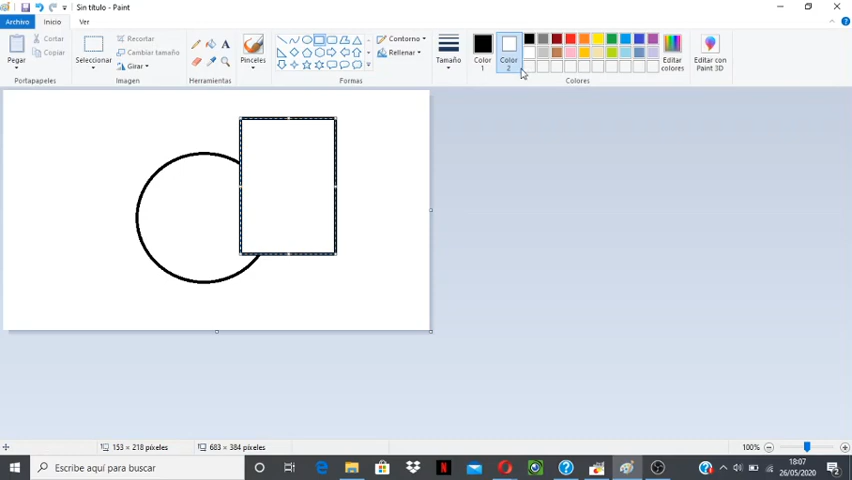 Sin título - Paint
Archivo
Inicio
Ver
Pegar
Cortar
Copiar
Portapapeles
Seleccionar
Recortar
Cambiar tamaño
Girar
Imagen
A
Herramientas
Pinceles
Contorno
Rellenar
Formas
Tamaño
Color
1
Color
2
Colores
Editar
colores
Editar con
Paint 3D
153 × 218 píxeles
683 × 384 píxeles
100%
Escribe aquí para buscar
18:07
26/05/2020